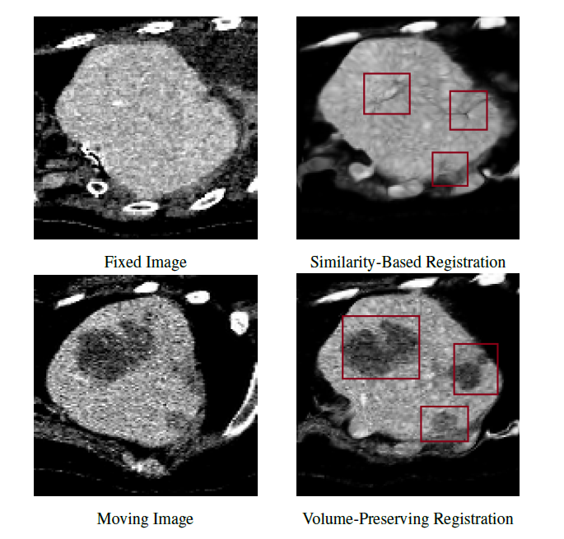 Fixed Image
Similarity-Based Registration
Moving Image
Volume-Preserving Registration